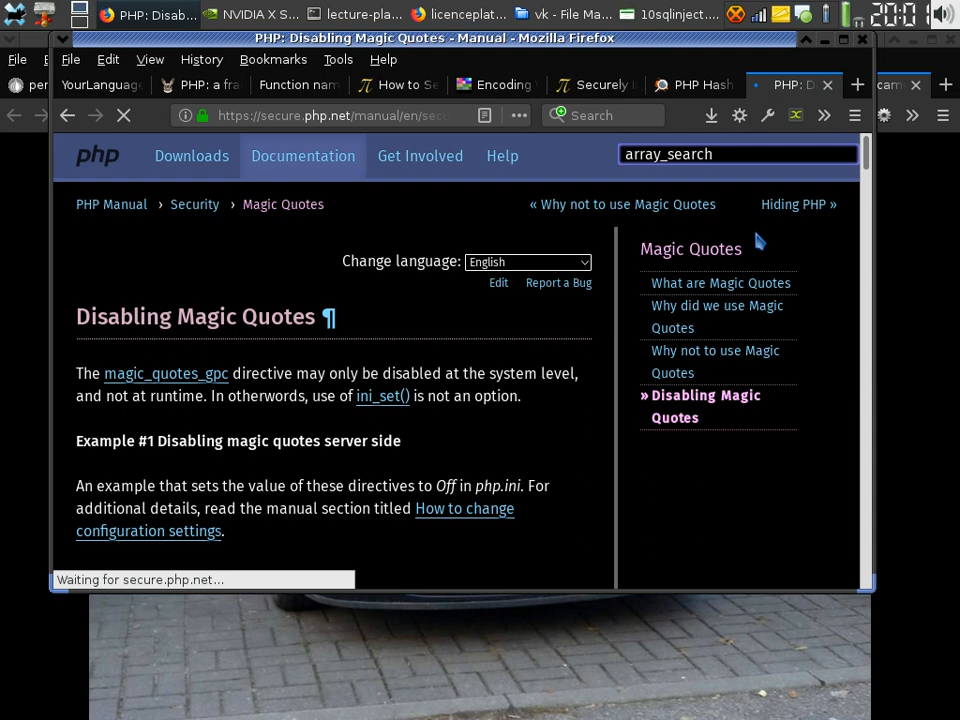 PHP: Disab...
NVIDIA X S...
lecture-pla...
licenceplat...
vk - File Ma...
10sqlinject....
20:01
PHP: Disabling Magic Quotes - Manual - Mozilla Firefox
File
File Edit View History Bookmarks Tools Help
per
YourLanguage
PHP: a fra
Function nam
How to Se
Encoding
Securely
PHP Hash
PHP: D
cam
https://secure.php.net/manual/en/secu
Search
php
Downloads
Documentation
Get Involved
Help
array_search
PHP Manual › Security › Magic Quotes
« Why not to use Magic Quotes
Hiding PHP »
Change language: English
Edit Report a Bug
Disabling Magic Quotes ¶
The magic_quotes_gpc directive may only be disabled at the system level,
and not at runtime. In otherwords, use of ini_set() is not an option.
Example #1 Disabling magic quotes server side
An example that sets the value of these directives to Off in php.ini. For
additional details, read the manual section titled How to change
configuration settings.
Magic Quotes
What are Magic Quotes
Why did we use Magic
Quotes
Why not to use Magic
Quotes
» Disabling Magic
Quotes
Waiting for secure.php.net...